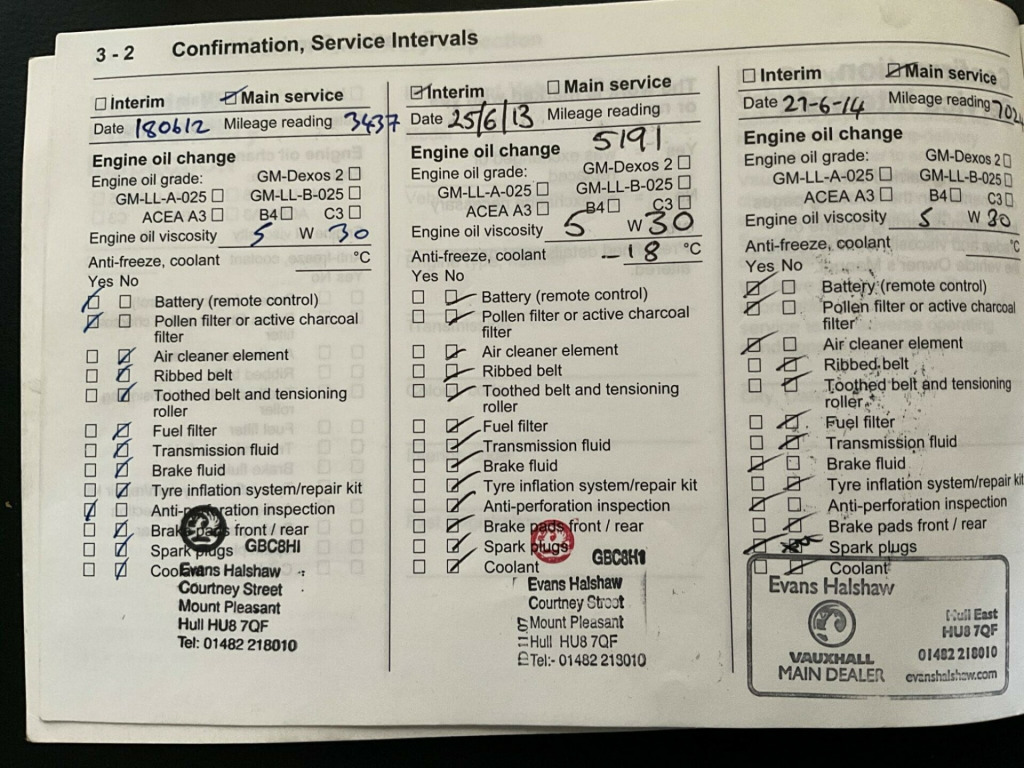 3 - 2 Confirmation, Service Intervals
Interim Main service
Date 180612 Mileage reading 3437
Engine oil change
Engine oil grade: GM-Dexos 2
GM-LL-A-025 GM-LL-B-025
ACEA A3 B4 C3
Engine oil viscosity 5 W 30
Anti-freeze, coolant °C
Yes No
Battery (remote control)
Pollen filter or active charcoal
filter
Air cleaner element
Ribbed belt
Toothed belt and tensioning
roller
Fuel filter
Transmission fluid
Brake fluid
Tyre inflation system/repair kit
Anti-perforation inspection
Brake pads front / rear
Spark plugs GBC8HI
Coolant
Evans Halshaw
Courtney Street
Mount Pleasant
Hull HU8 7QF
Tel: 01482 218010
Interim Main service
Date 25/6/13 Mileage reading
5191
Engine oil change
Engine oil grade: GM-Dexos 2
GM-LL-A-025 GM-LL-B-025
ACEA A3 B4 C3
Engine oil viscosity 5 W 30
Anti-freeze, coolant -18 °C
Yes No
Battery (remote control)
Pollen filter or active charcoal
filter
Air cleaner element
Ribbed belt
Toothed belt and tensioning
roller
Fuel filter
Transmission fluid
Brake fluid
Tyre inflation system/repair kit
Anti-perforation inspection
Brake pads front / rear
Spark plugs GBC8H1
Coolant
Evans Halshaw
Courtney Street
Mount Pleasant
Hull HU8 7QF
Tel:- 01482 213010
Interim Main service
Date 27-6-14 Mileage reading
Engine oil change
Engine oil grade: GM-Dexos 2
GM-LL-A-025 GM-LL-B-025
ACEA A3 B4 C3
Engine oil viscosity 5 W 30
Anti-freeze, coolant °C
Yes No
Battery (remote control)
Pollen filter or active charcoal
filter
Air cleaner element
Ribbed belt
Toothed belt and tensioning
roller
Fuel filter
Transmission fluid
Brake fluid
Tyre inflation system/repair kit
Anti-perforation inspection
Brake pads front / rear
Spark plugs
Coolant
Evans Halshaw
Hull East
HU8 7QF
VAUXHALL 01482 218010
MAIN DEALER evanshalshaw.com